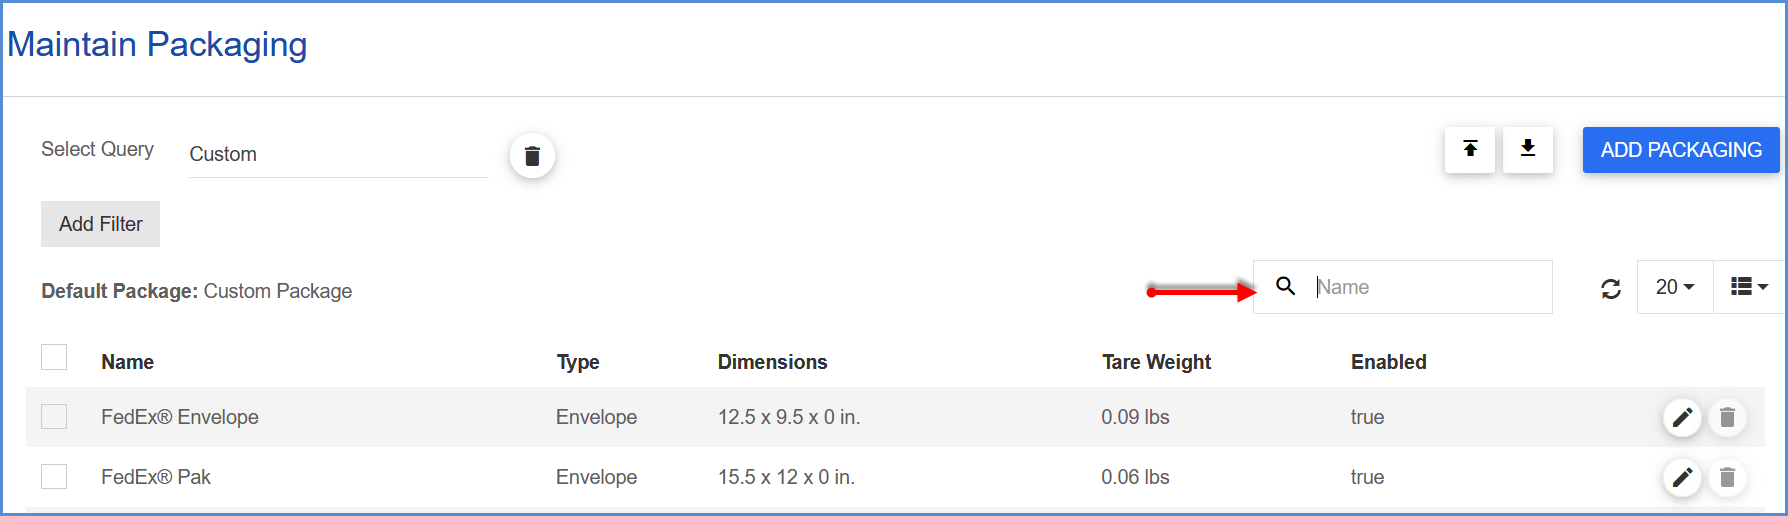 Maintain Packaging
Select Query Custom ADD PACKAGING
Add Filter
Default Package: Custom Package Name 20
Name Type Dimensions Tare Weight Enabled
FedEx® Envelope Envelope 12.5 x 9.5 x 0 in. 0.09 lbs true
FedEx® Pak Envelope 15.5 x 12 x 0 in. 0.06 lbs true